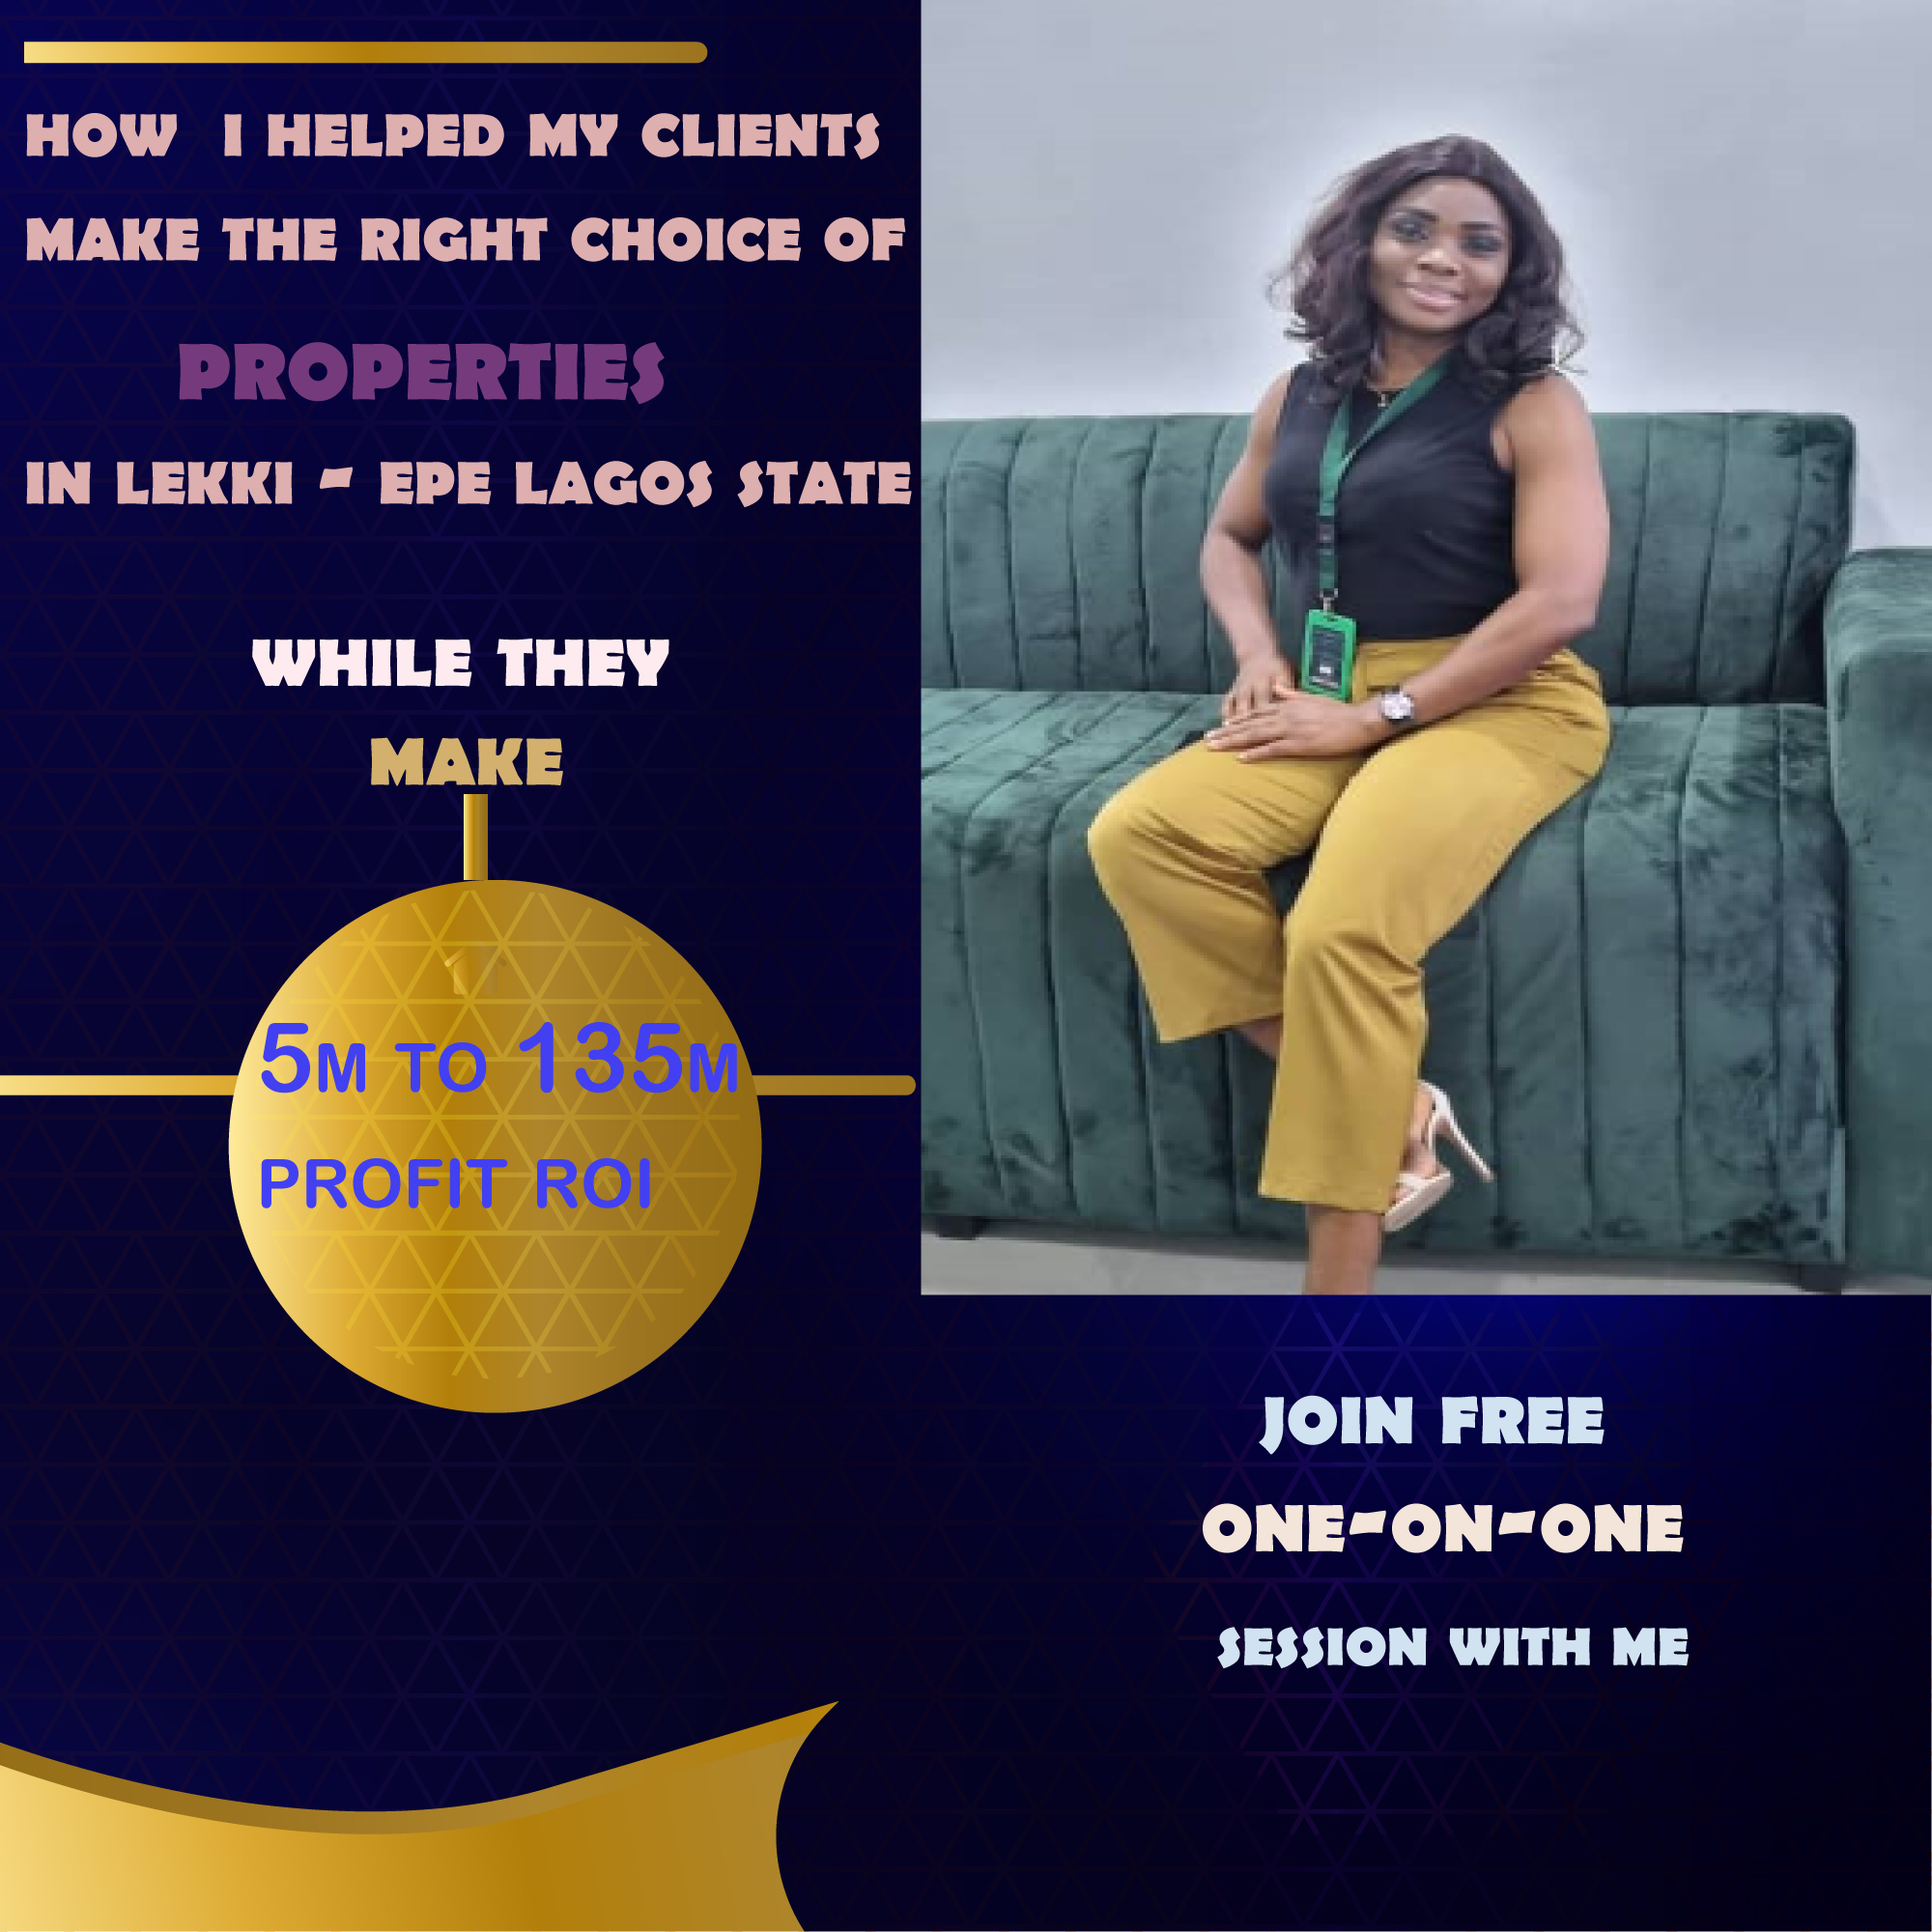 HOW I HELPED MY CLIENTS
MAKE THE RIGHT CHOICE OF
PROPERTIES
IN LEKKI - EPE LAGOS STATE
WHILE THEY
MAKE
5M TO 135M
PROFIT ROI
JOIN FREE
ONE-ON-ONE
SESSION WITH ME